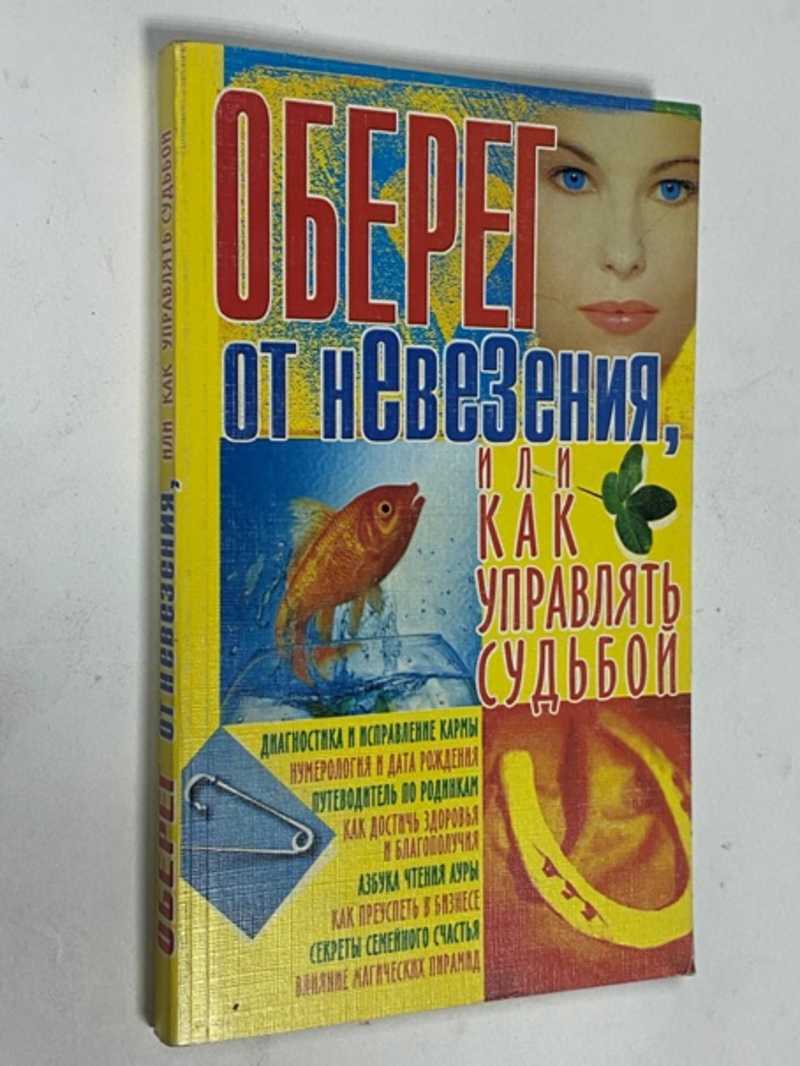 ОБЕРЕГ
от невезения,
или
КАК
УПРАВЛЯТЬ
СУДЬБОЙ
ДИАГНОСТИКА И ИСПРАВЛЕНИЕ КАРМЫ
НУМЕРОЛОГИЯ И ДАТА РОЖДЕНИЯ
ПУТЕВОДИТЕЛЬ ПО РОДИНКАМ
КАК ДОСТИЧЬ ЗДОРОВЬЯ
И БЛАГОПОЛУЧИЯ
АЗБУКА ЧТЕНИЯ АУРЫ
КАК ПРЕУСПЕТЬ В БИЗНЕСЕ
СЕКРЕТЫ СЕМЕЙНОГО СЧАСТЬЯ
ВЛИЯНИЕ МАГИЧЕСКИХ ПИРАМИД
ОБЕРЕГ от невезения, ИЛИ КАК УПРАВЛЯТЬ СУДЬБОЙ